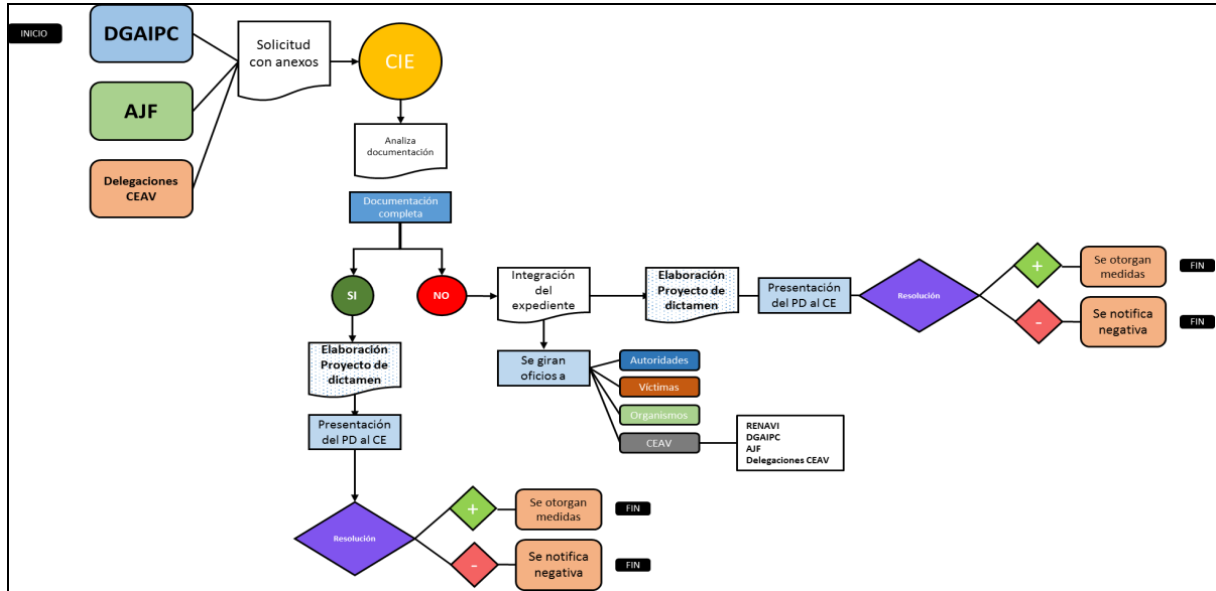 INICIO
DGAIPC
AJF
Delegaciones
CEAV
Solicitud
con anexos
CIE
Analiza
documentación
Documentación
completa
SI
NO
Integración
del
expediente
Elaboración
Proyecto de
dictamen
Presentación
del PD al CE
Resolución
+
Se otorgan
medidas
FIN
-
Se notifica
negativa
FIN
Se giran
oficios a
Autoridades
Víctimas
Organismos
CEAV
RENAVI
DGAIPC
AJF
Delegaciones CEAV
Elaboración
Proyecto de
dictamen
Presentación
del PD al CE
Resolución
+
Se otorgan
medidas
FIN
-
Se notifica
negativa
FIN